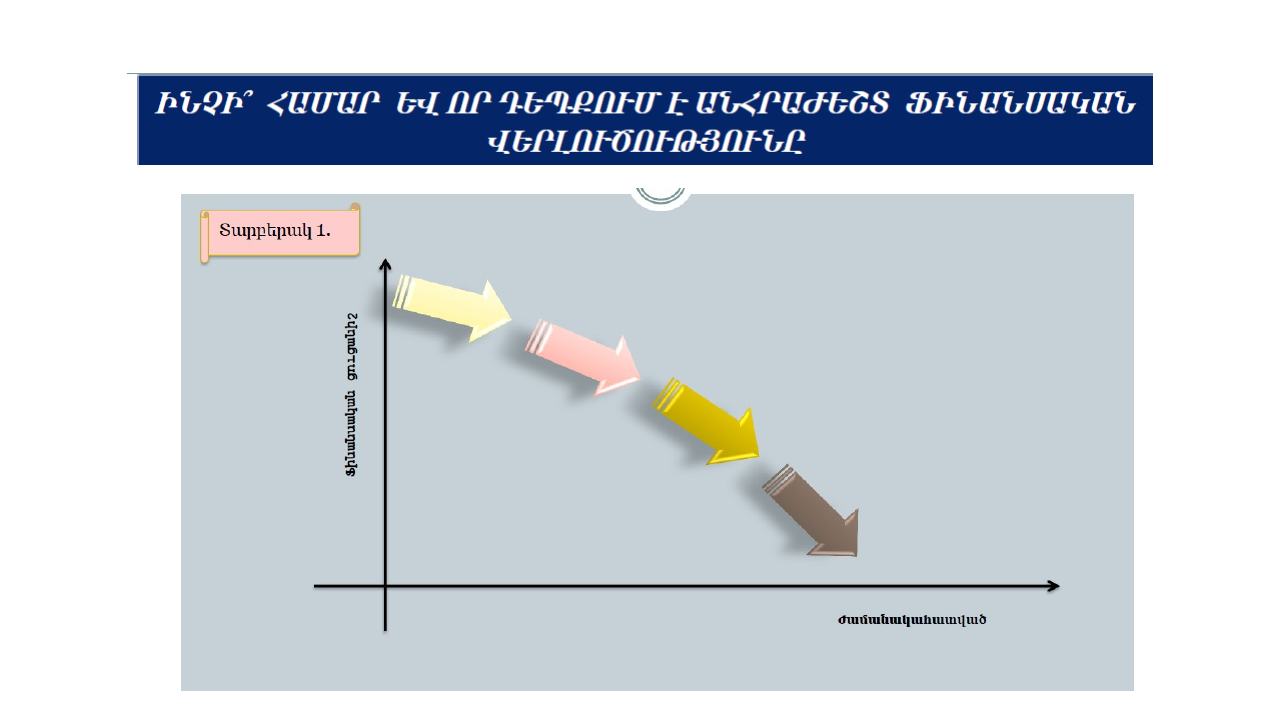 ԻՆՉԻ՞ ՀԱՄԱՐ ԵՎ ՈՐ ԴԵՊՔՈՒՄ Է ԱՆՀՐԱԺԵՇՏ ՖԻՆԱՆՍԱԿԱՆ
ՎԵՐԼՈՒԾՈՒԹՅՈՒՆԸ
Տարբերակ 1.
Ֆինանսական ցուցանիշ
Ժամանակահատված